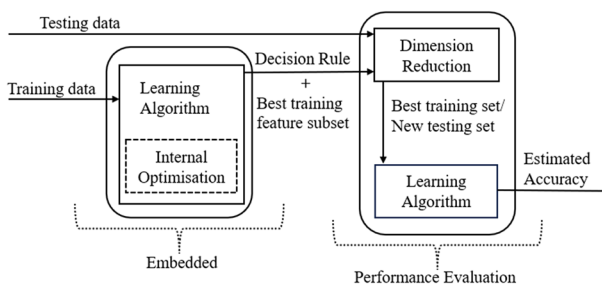 Testing data
Training data
Learning
Algorithm
Internal
Optimisation
Embedded
Decision Rule
+
Best training
feature subset
Dimension
Reduction
Best training set/
New testing set
Learning
Algorithm
Estimated
Accuracy
Performance Evaluation